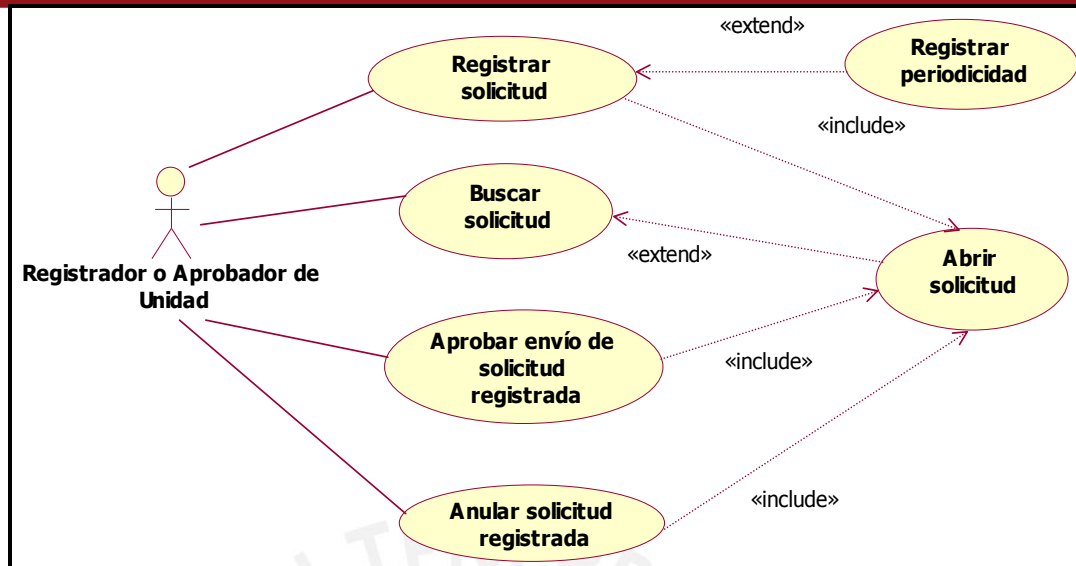 «extend»
Registrar
periodicidad
Registrar
solicitud
«include»
Buscar
solicitud
«extend»
Abrir
solicitud
Registrador o Aprobador de
Unidad
Aprobar envío de
solicitud
registrada
«include»
«include»
Anular solicitud
registrada